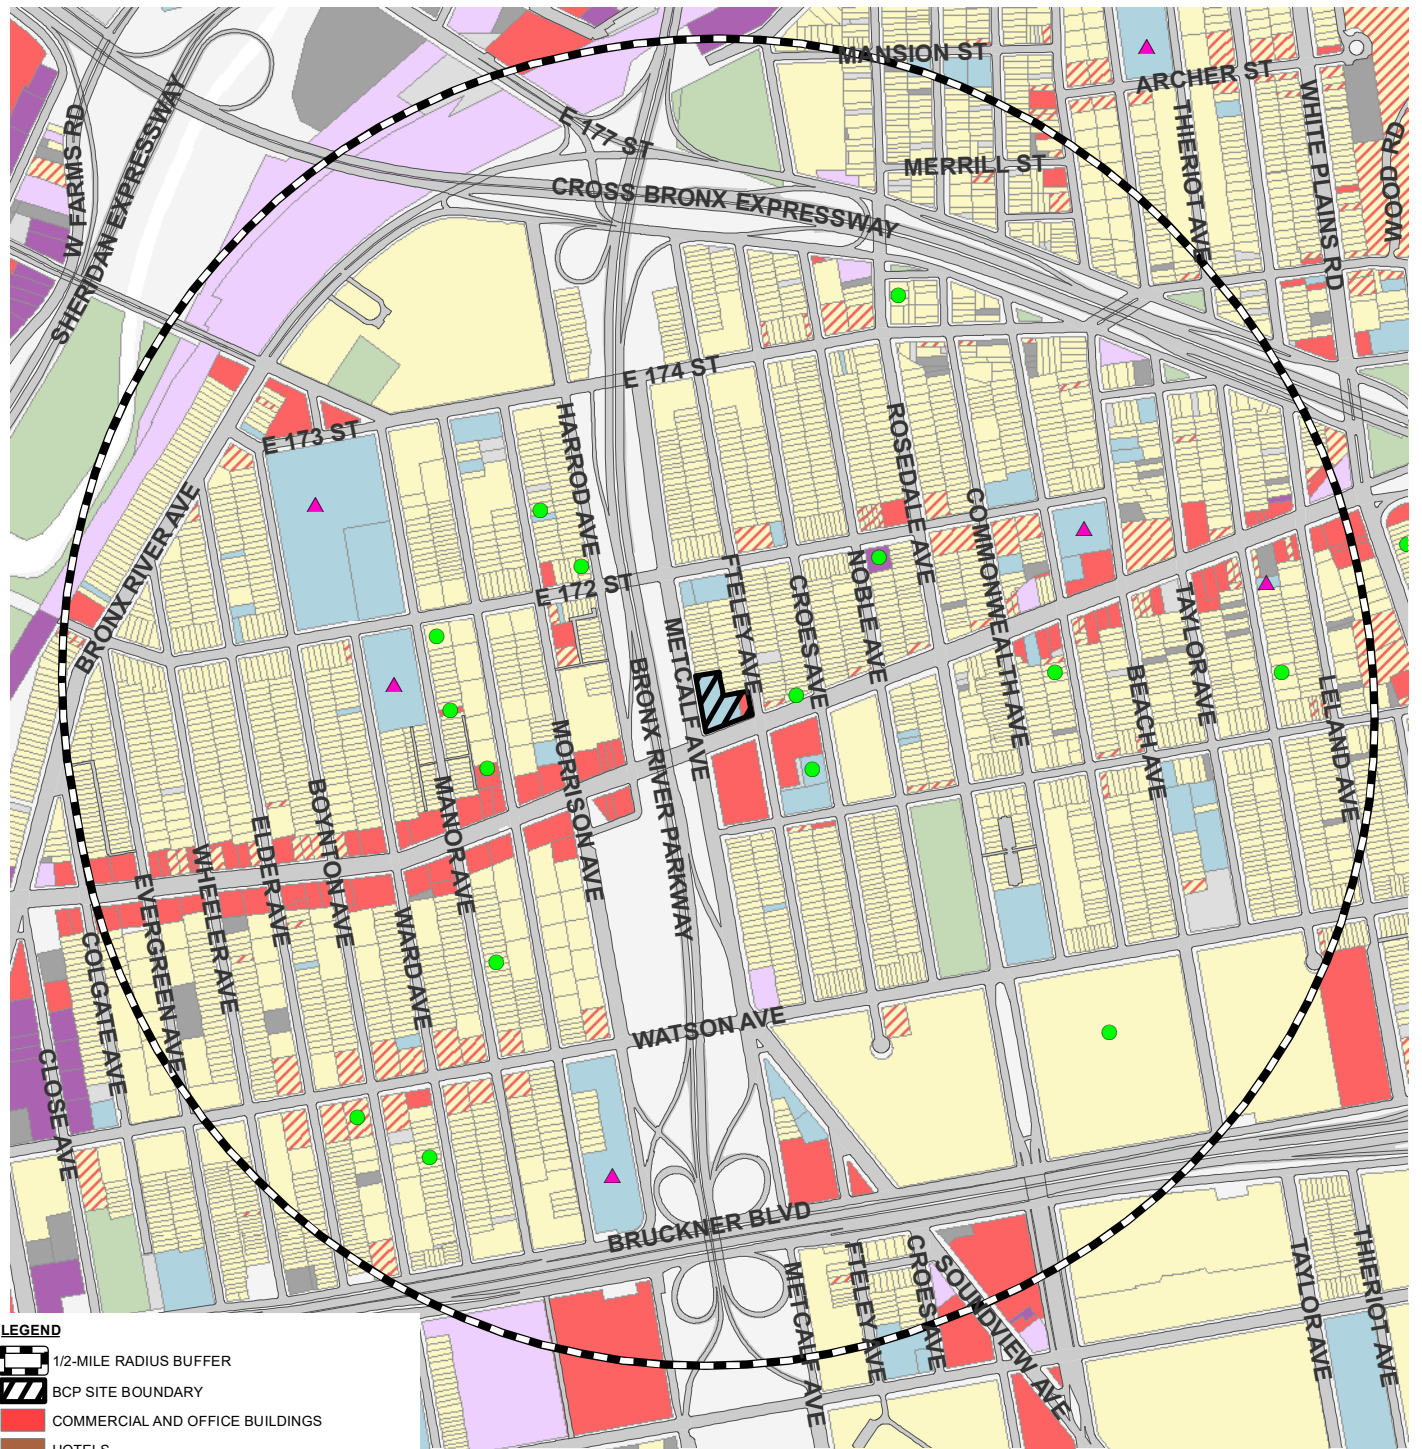 MANSION ST
ARCHER ST
W FARMS RD
SHERIDAN EXPRESSWAY
E 177 ST
THIERIOT AVE
WHITE PLAINS RD
WOOD RD
MERRILL ST
CROSS BRONX EXPRESSWAY
E 174 ST
E 173 ST
HARROD AVE
ROSEDALE AVE
BRONX RIVER AVE
COMMONWEALTH AVE
E 172 ST
FTELEY AVE
CROES AVE
NOBLE AVE
METCALF AVE
TAYLOR AVE
BRONX RIVER PARKWAY
BEACH AVE
LELAND AVE
MORRISON AVE
MANOR AVE
BOYNTON AVE
ELDER AVE
WHEELER AVE
EVERGREEN AVE
WARD AVE
COLGATE AVE
WATSON AVE
CLOSE AVE
BRUCKNER BLVD
METCALF AVE
FTELEY AVE
CROES AVE
SOUNDVIEW AVE
TAYLOR AVE
THIERIOT AVE
LEGEND
1/2-MILE RADIUS BUFFER
BCP SITE BOUNDARY
COMMERCIAL AND OFFICE BUILDINGS
HOTELS